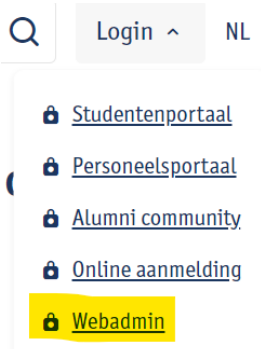 Login NL
Studentenportaal
Personeelsportaal
Alumni community
Online aanmelding
Webadmin